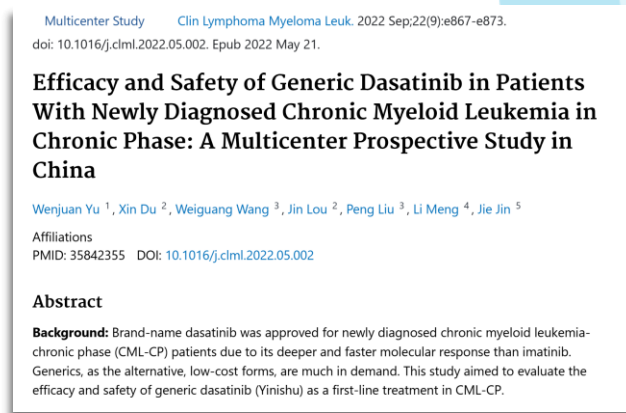 Multicenter Study Clin Lymphoma Myeloma Leuk. 2022 Sep;22(9):e867-e873.
doi: 10.1016/j.clml.2022.05.002. Epub 2022 May 21.
Efficacy and Safety of Generic Dasatinib in Patients
With Newly Diagnosed Chronic Myeloid Leukemia in
Chronic Phase: A Multicenter Prospective Study in
China
Wenjuan Yu 1, Xin Du 2, Weiguang Wang 3, Jin Lou 2, Peng Liu 3, Li Meng 4, Jie Jin 5
Affiliations
PMID: 35842355 DOI: 10.1016/j.clml.2022.05.002
Abstract
Background: Brand-name dasatinib was approved for newly diagnosed chronic myeloid leukemia-
chronic phase (CML-CP) patients due to its deeper and faster molecular response than imatinib.
Generics, as the alternative, low-cost forms, are much in demand. This study aimed to evaluate the
efficacy and safety of generic dasatinib (Yinishu) as a first-line treatment in CML-CP.